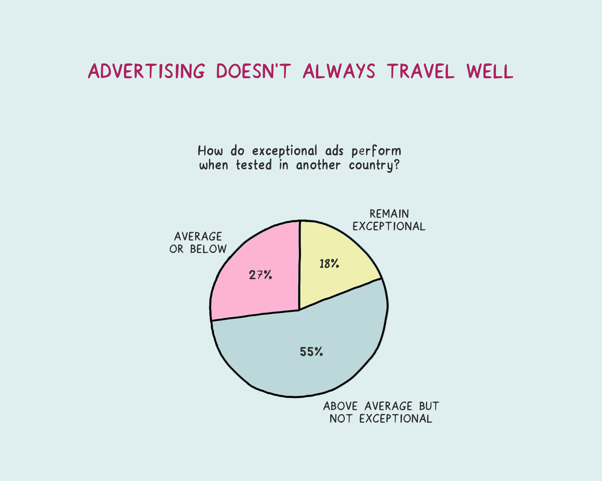 ADVERTISING DOESN'T ALWAYS TRAVEL WELL
How do exceptional ads perform
when tested in another country?
REMAIN
EXCEPTIONAL
AVERAGE
OR BELOW
18%
27%
55%
ABOVE AVERAGE BUT
NOT EXCEPTIONAL